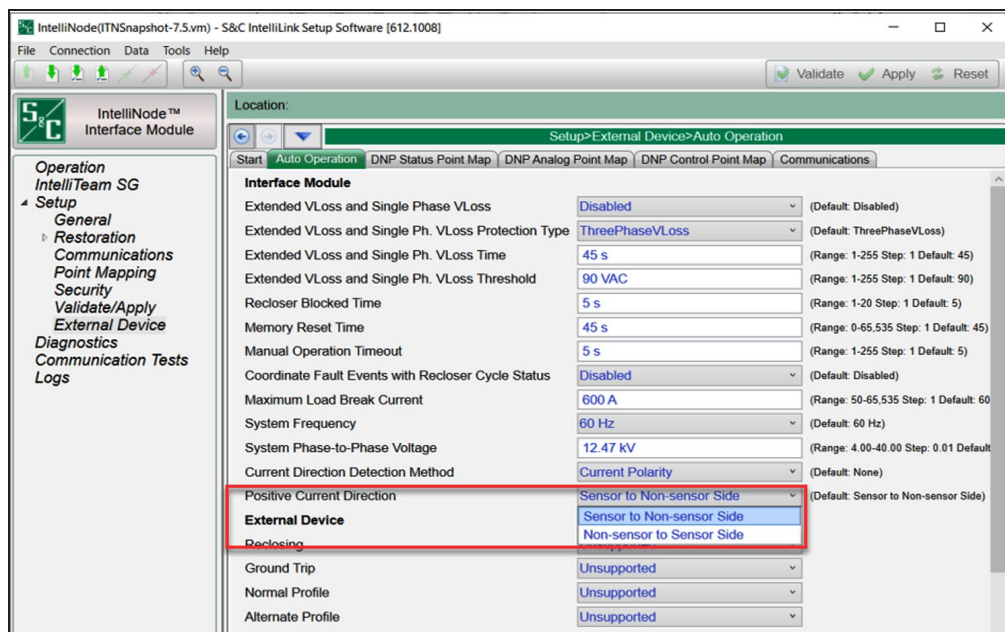 IntelliNode(ITNSnapshot-7.5.vm) - S&C IntelliLink Setup Software [612.1008]
File Connection Data Tools Help
Validate Apply Reset
S&C
IntelliNode™
Interface Module
Operation
IntelliTeam SG
Setup
General
Restoration
Communications
Point Mapping
Security
Validate/Apply
External Device
Diagnostics
Communication Tests
Logs
Location:
Setup>External Device>Auto Operation
Start Auto Operation DNP Status Point Map DNP Analog Point Map DNP Control Point Map Communications
Interface Module
Extended VLoss and Single Phase VLoss Disabled (Default: Disabled)
Extended VLoss and Single Ph. VLoss Protection Type ThreePhaseVLoss (Default: ThreePhaseVLoss)
Extended VLoss and Single Ph. VLoss Time 45 s (Range: 1-255 Step: 1 Default: 45)
Extended VLoss and Single Ph. VLoss Threshold 90 VAC (Range: 1-255 Step: 1 Default: 90)
Recloser Blocked Time 5 s (Range: 1-20 Step: 1 Default: 5)
Memory Reset Time 45 s (Range: 0-65,535 Step: 1 Default: 45)
Manual Operation Timeout 5 s (Range: 1-255 Step: 1 Default: 5)
Coordinate Fault Events with Recloser Cycle Status Disabled (Default: Disabled)
Maximum Load Break Current 600 A (Range: 50-65,535 Step: 1 Default: 60
System Frequency 60 Hz (Default: 60 Hz)
System Phase-to-Phase Voltage 12.47 kV (Range: 4.00-40.00 Step: 0.01 Default
Current Direction Detection Method Current Polarity (Default: None)
Positive Current Direction Sensor to Non-sensor Side (Default: Sensor to Non-sensor Side)
External Device Sensor to Non-sensor Side
Non-sensor to Sensor Side
Reclosing
Ground Trip Unsupported
Normal Profile Unsupported
Alternate Profile Unsupported